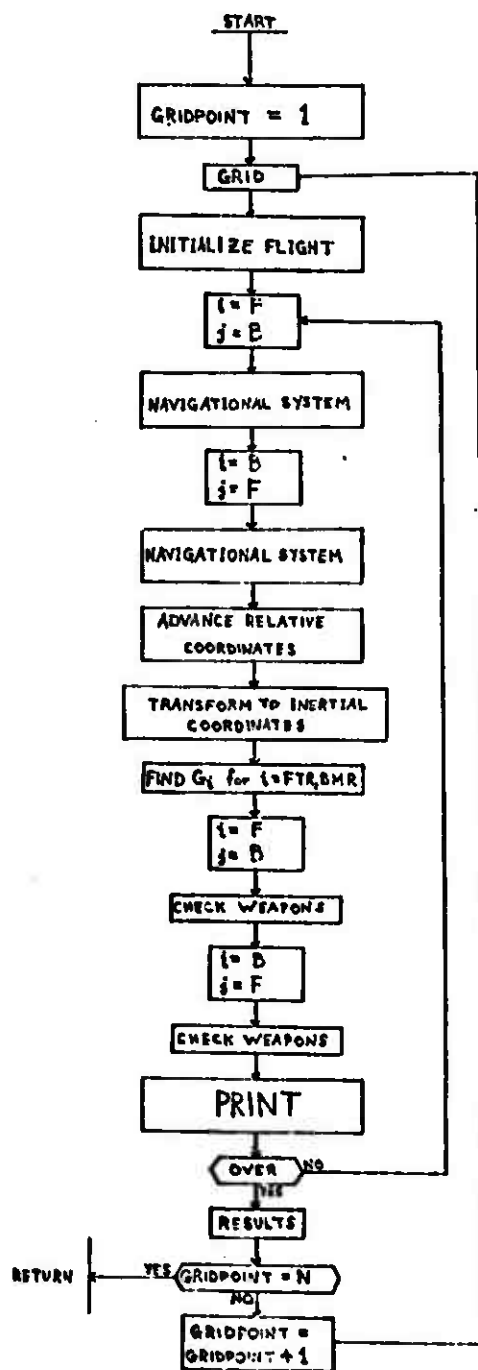 START
GRIDPOINT = 1
GRID
INITIALIZE FLIGHT
i = F
j = B
NAVIGATIONAL SYSTEM
i = B
j = F
NAVIGATIONAL SYSTEM
ADVANCE RELATIVE
COORDINATES
TRANSFORM TO INERTIAL
COORDINATES
FIND Gi for i=FTR,BMR
i = F
j = B
CHECK WEAPONS
i = B
j = F
CHECK WEAPONS
PRINT
OVER NO
YES
RESULTS
RETURN YES GRIDPOINT = N
NO
GRIDPOINT =
GRIDPOINT + 1